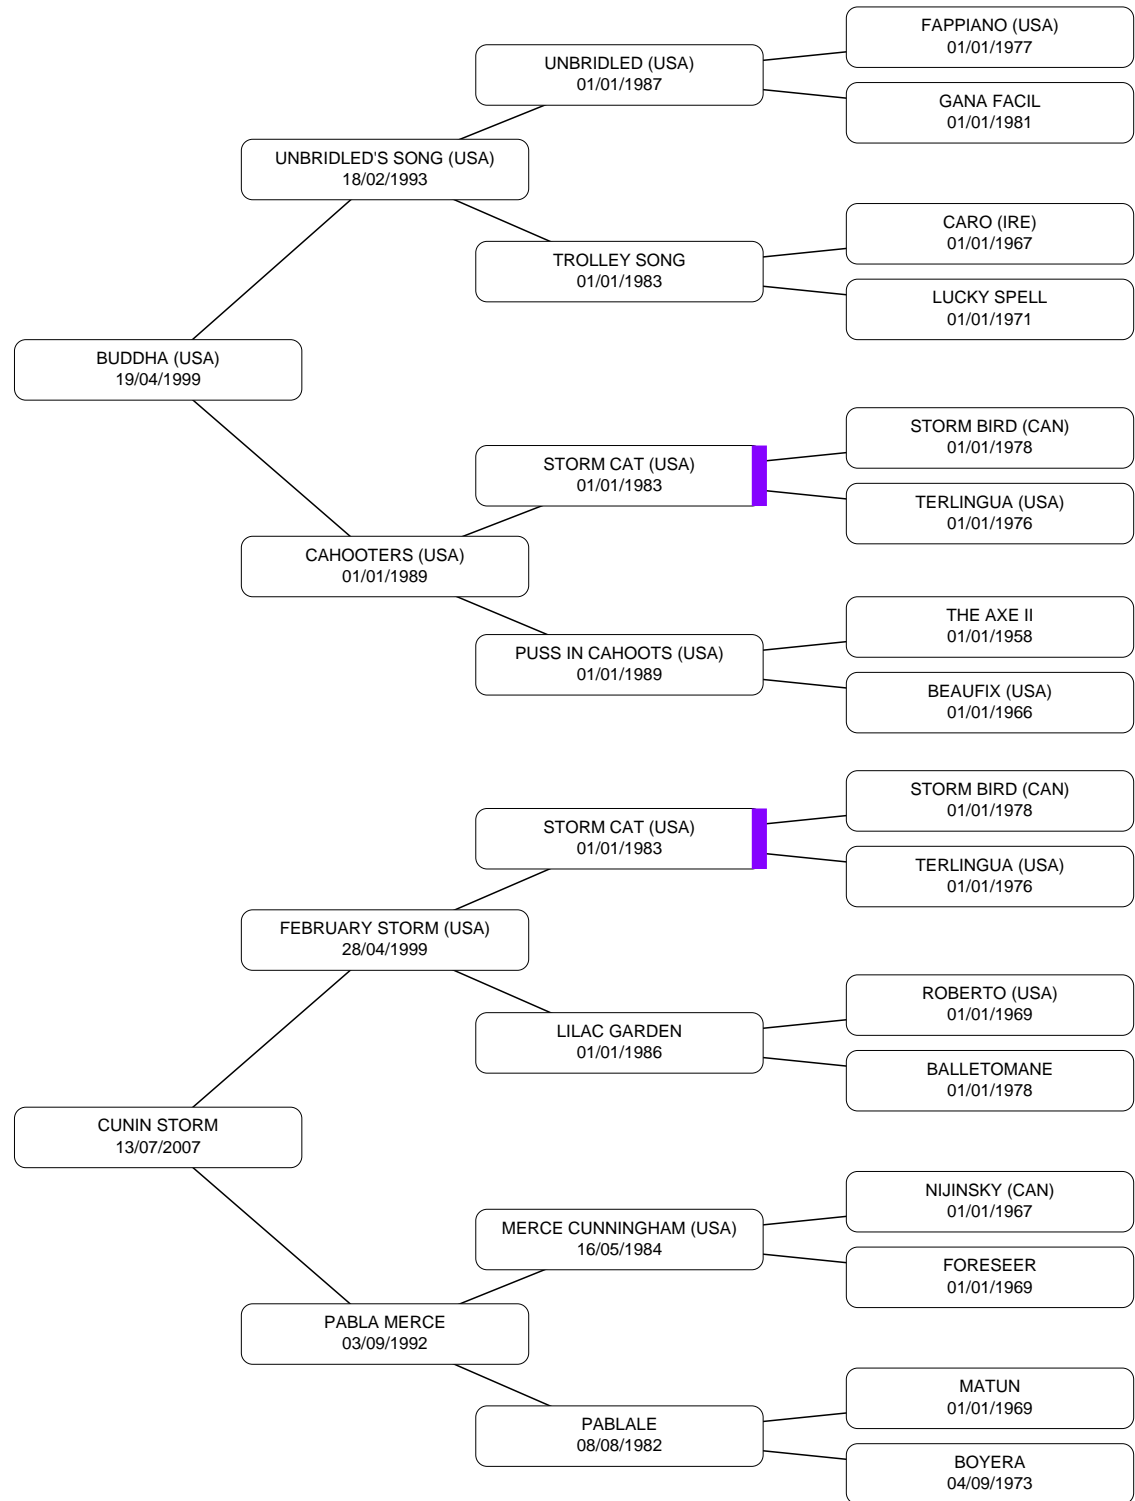 FAPPIANO (USA)
01/01/1977
UNBRIDLED (USA)
01/01/1987
GANA FACIL
01/01/1981
UNBRIDLED'S SONG (USA)
18/02/1993
CARO (IRE)
01/01/1967
TROLLEY SONG
01/01/1983
LUCKY SPELL
01/01/1971
BUDDHA (USA)
19/04/1999
STORM BIRD (CAN)
01/01/1978
STORM CAT (USA)
01/01/1983
TERLINGUA (USA)
01/01/1976
CAHOOTERS (USA)
01/01/1989
THE AXE II
01/01/1958
PUSS IN CAHOOTS (USA)
01/01/1989
BEAUFIX (USA)
01/01/1966
STORM BIRD (CAN)
01/01/1978
STORM CAT (USA)
01/01/1983
TERLINGUA (USA)
01/01/1976
FEBRUARY STORM (USA)
28/04/1999
ROBERTO (USA)
01/01/1969
LILAC GARDEN
01/01/1986
BALLETOMANE
01/01/1978
CUNIN STORM
13/07/2007
NIJINSKY (CAN)
01/01/1967
MERCE CUNNINGHAM (USA)
16/05/1984
FORESEER
01/01/1969
PABLA MERCE
03/09/1992
MATUN
01/01/1969
PABLALE
08/08/1982
BOYERA
04/09/1973